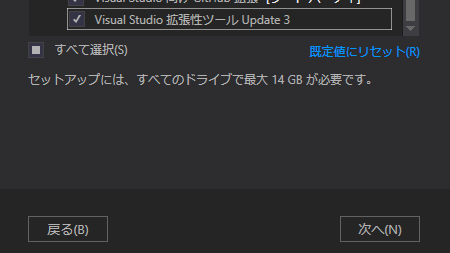 Visual Studio 拡張性ツール Update 3
すべて選択(S)
既定値にリセット(R)
セットアップには、すべてのドライブで最大 14 GB が必要です。
戻る(B)
次へ(N)